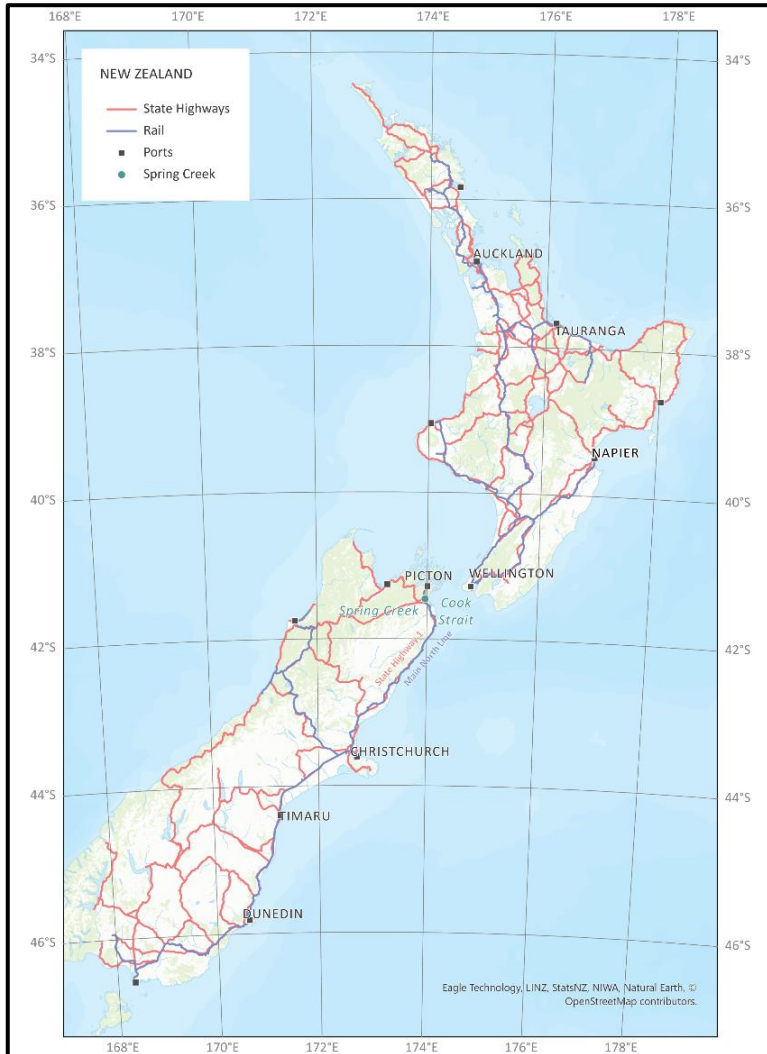 168°E 170°E 172°E 174°E 176°E 178°E
34°S 34°S
NEW ZEALAND
State Highways
Rail
Ports
Spring Creek
36°S 36°S
AUCKLAND
TAURANGA
38°S 38°S
NAPIER
40°S 40°S
PICTON WELLINGTON
Spring Creek Cook
Strait
42°S 42°S
State Highway 1
Main North Line
CHRISTCHURCH
44°S 44°S
TIMARU
DUNEDIN
46°S 46°S
Eagle Technology, LINZ, StatsNZ, NIWA, Natural Earth. ©
OpenStreetMap contributors.
168°E 170°E 172°E 174°E 176°E 178°E